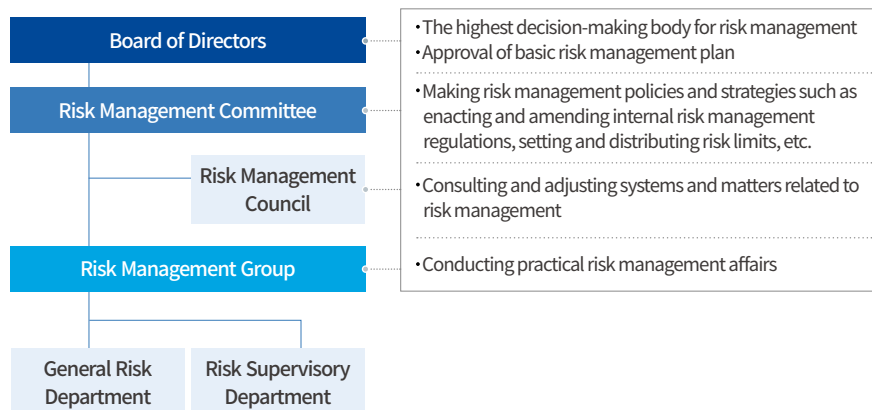 Board of Directors
•The highest decision-making body for risk management
•Approval of basic risk management plan
Risk Management Committee
•Making risk management policies and strategies such as
enacting and amending internal risk management
regulations, setting and distributing risk limits, etc.
Risk Management
Council
•Consulting and adjusting systems and matters related to
risk management
Risk Management Group
•Conducting practical risk management affairs
General Risk
Department
Risk Supervisory
Department